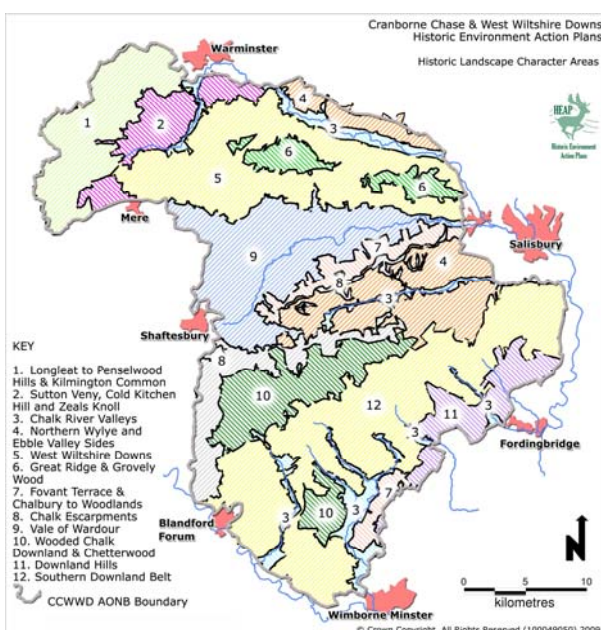 Cranborne Chase & West Wiltshire Downs
Historic Environment Action Plans
Historic Landscape Character Areas
HEAP
Historic Environment
Action Plans
Warminster
4
3
1
2
6
5
6
Mere
Salisbury
7
9
4
8
3
Shaftesbury
8
10
12
11
3
3
Fordingbridge
7
3
10
3
Blandford
Forum
Wimborne Minster
KEY
1. Longleat to Penselwood
Hills & Kilmington Common
2. Sutton Veny, Cold Kitchen
Hill and Zeals Knoll
3. Chalk River Valleys
4. Northern Wylye and
Ebble Valley Sides
5. West Wiltshire Downs
6. Great Ridge & Grovely
Wood
7. Fovant Terrace &
Chalbury to Woodlands
8. Chalk Escarpments
9. Vale of Wardour
10. Wooded Chalk
Downland & Chetterwood
11. Downland Hills
12. Southern Downland Belt
CCWWD AONB Boundary
N
0 5 10
kilometres
© Crown Copyright. All Rights Reserved (100049050) 2009